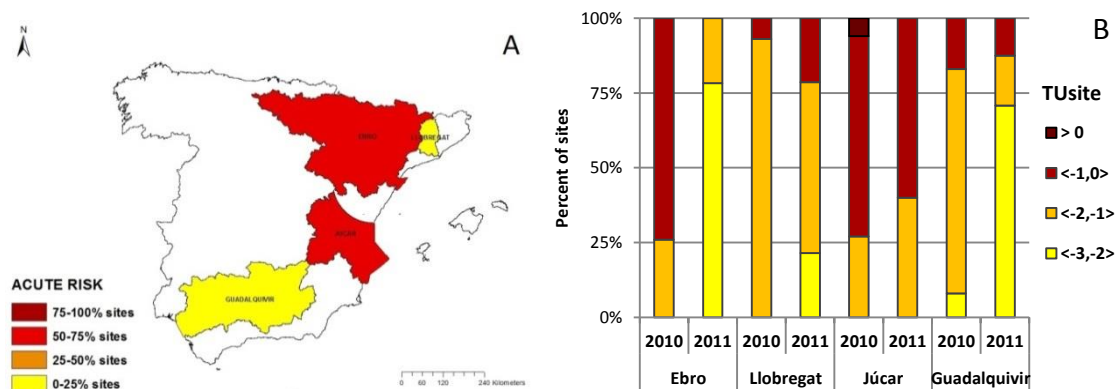 N
A
EBRO
LLOBREGAT
JÚCAR
GUADALQUIVIR
ACUTE RISK
75-100% sites
50-75% sites
25-50% sites
0-25% sites
0 60 120 240 Kilometers
B
Percent of sites
100%
75%
50%
25%
0%
2010 2011 2010 2011 2010 2011 2010 2011
Ebro Llobregat Júcar Guadalquivir
TUsite
> 0
<-1,0>
<-2,-1>
<-3,-2>